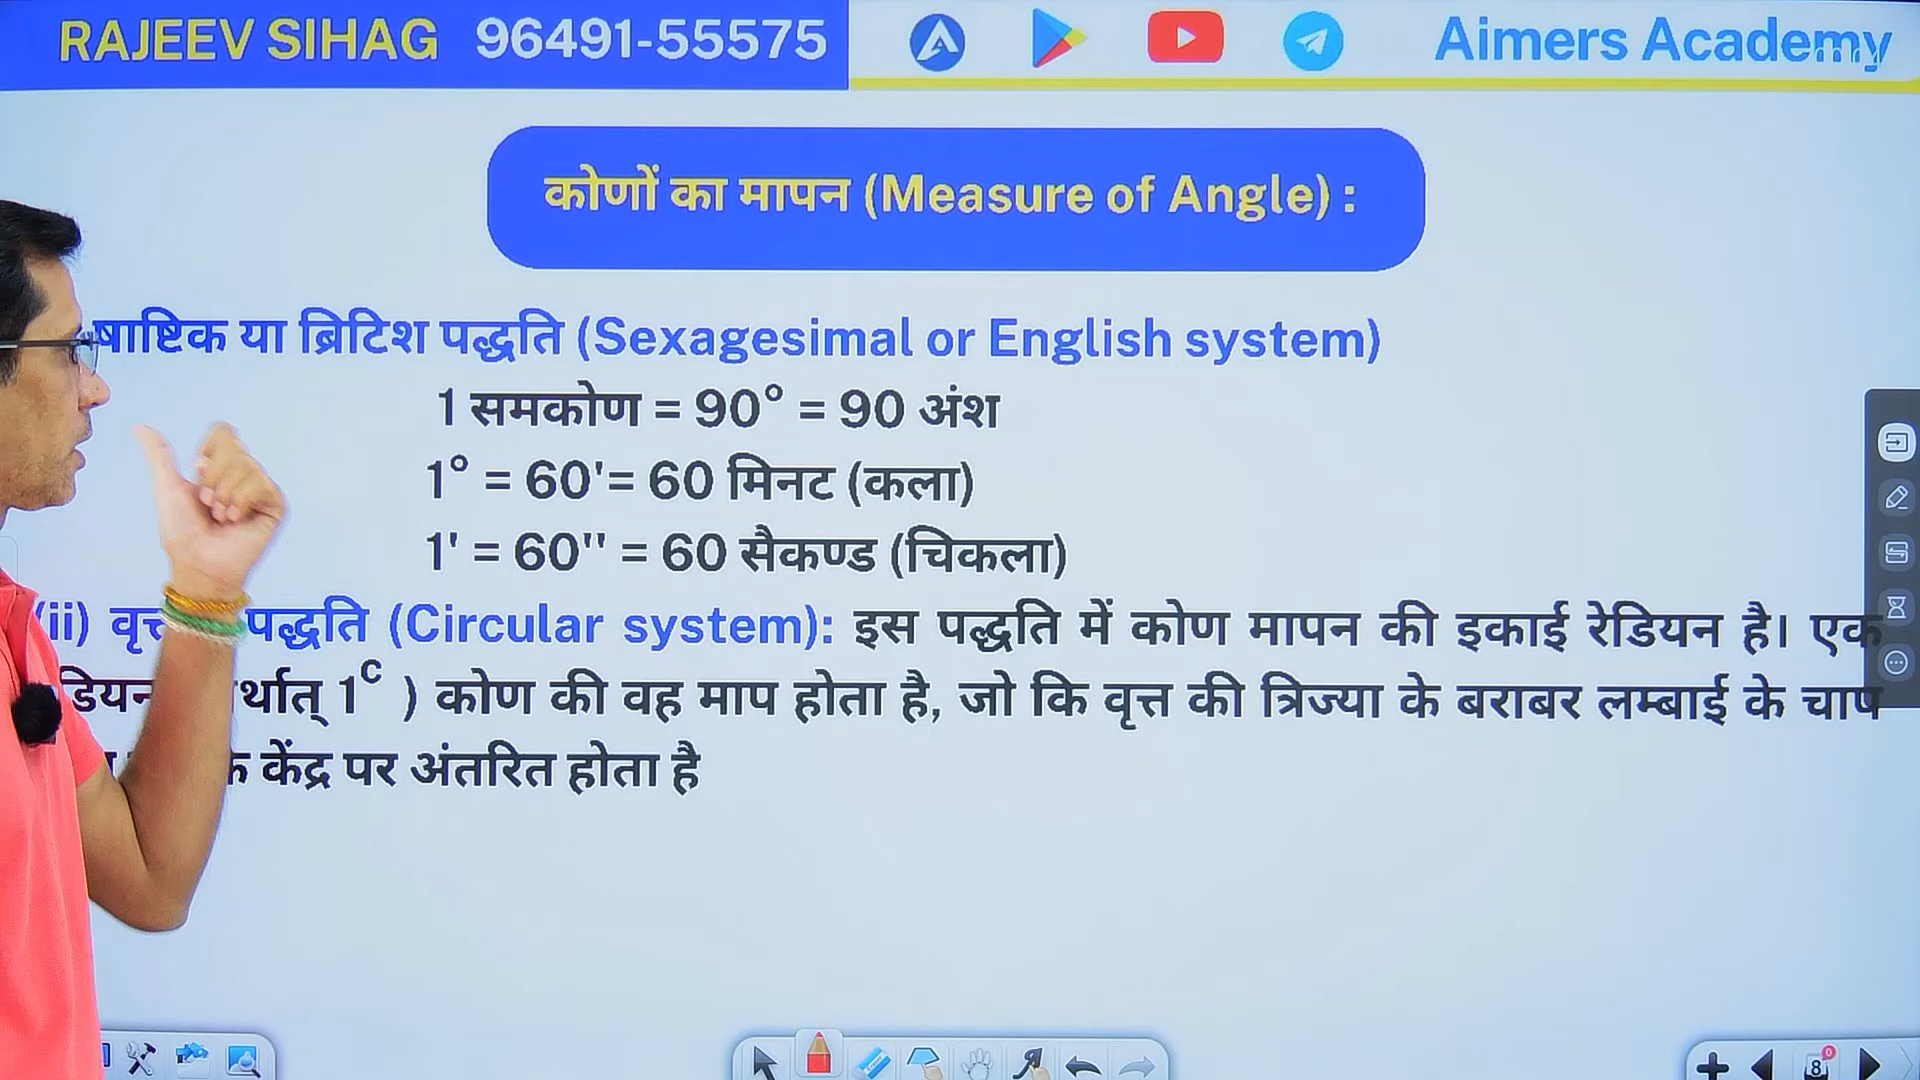 RAJEEV SIHAG 96491-55575 Aimers Academy
कोणों का मापन (Measure of Angle) :
षाष्टिक या ब्रिटिश पद्धति (Sexagesimal or English system)
1 समकोण = 90° = 90 अंश
1° = 60'= 60 मिनट (कला)
1' = 60'' = 60 सैकण्ड (चिकला)
(ii) पद्धति (Circular system): इस पद्धति में कोण मापन की इकाई रेडियन है। एक
1ᶜ ) कोण की वह माप होता है, जो कि वृत्त की त्रिज्या के बराबर लम्बाई के चाप
केंद्र पर अंतरित होता है
8
0